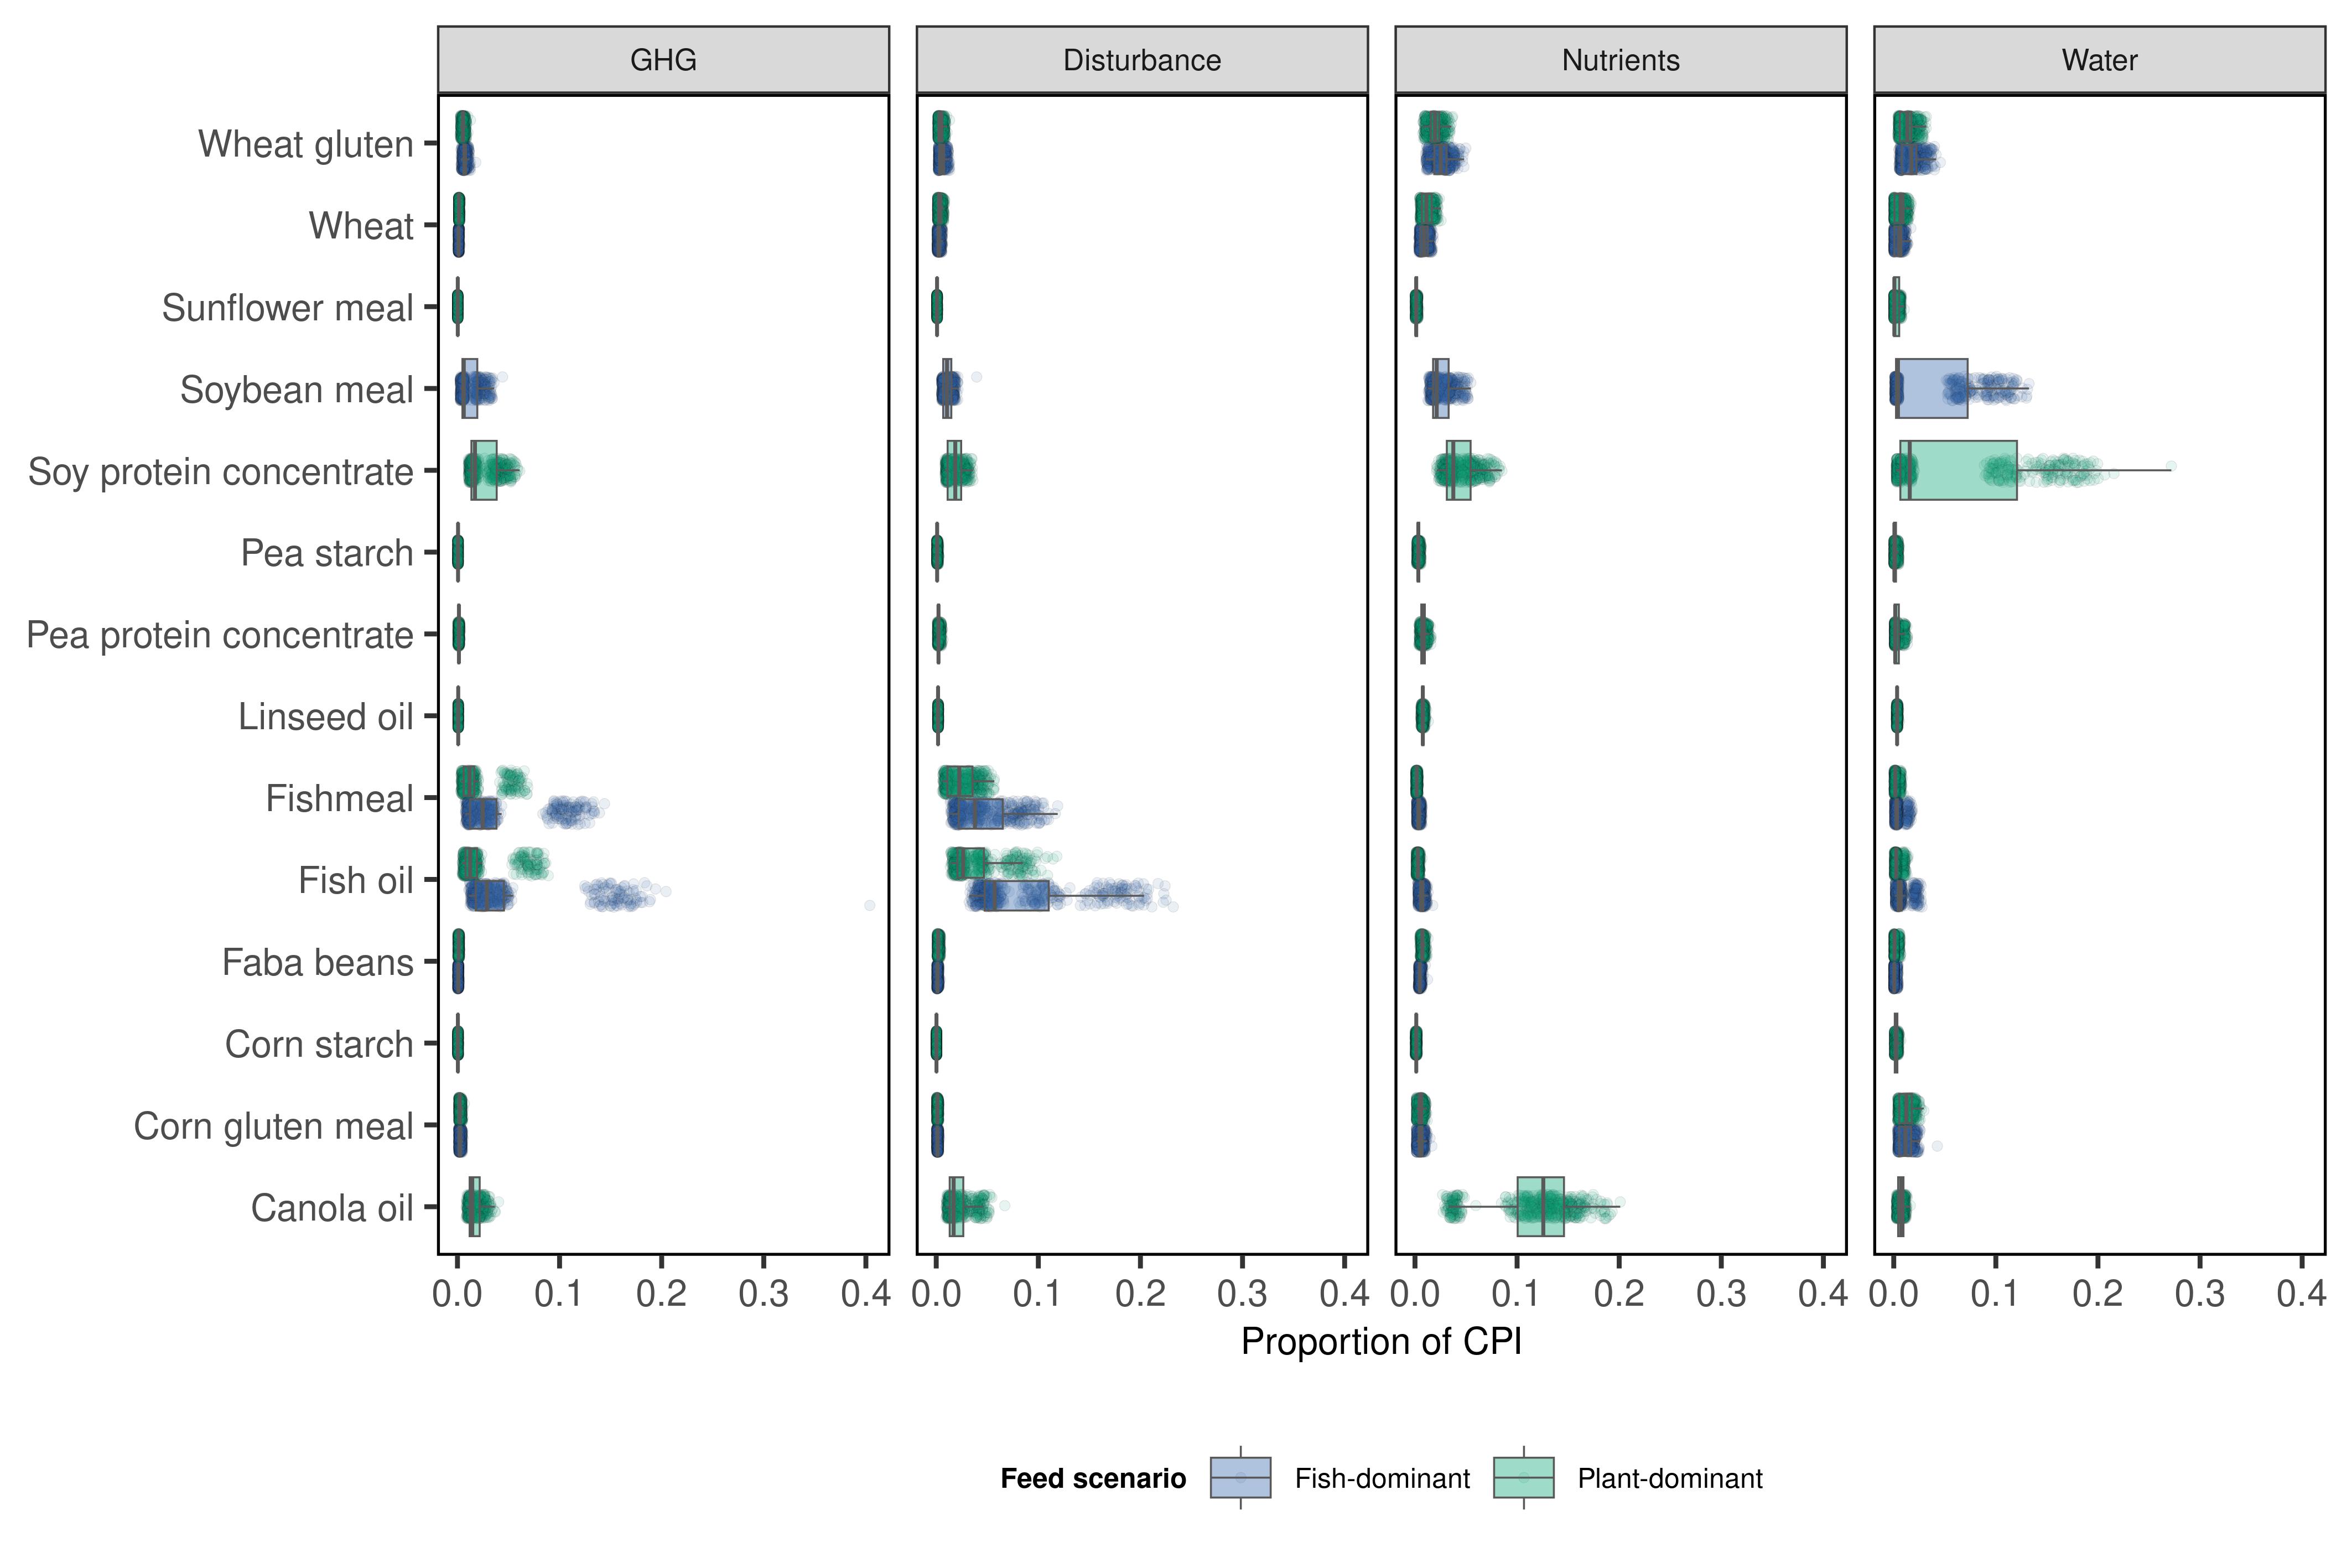 GHG Disturbance Nutrients Water
Wheat gluten
Wheat
Sunflower meal
Soybean meal
Soy protein concentrate
Pea starch
Pea protein concentrate
Linseed oil
Fishmeal
Fish oil
Faba beans
Corn starch
Corn gluten meal
Canola oil
0.0 0.1 0.2 0.3 0.4 0.0 0.1 0.2 0.3 0.4 0.0 0.1 0.2 0.3 0.4 0.0 0.1 0.2 0.3 0.4
Proportion of CPI
Feed scenario Fish-dominant Plant-dominant